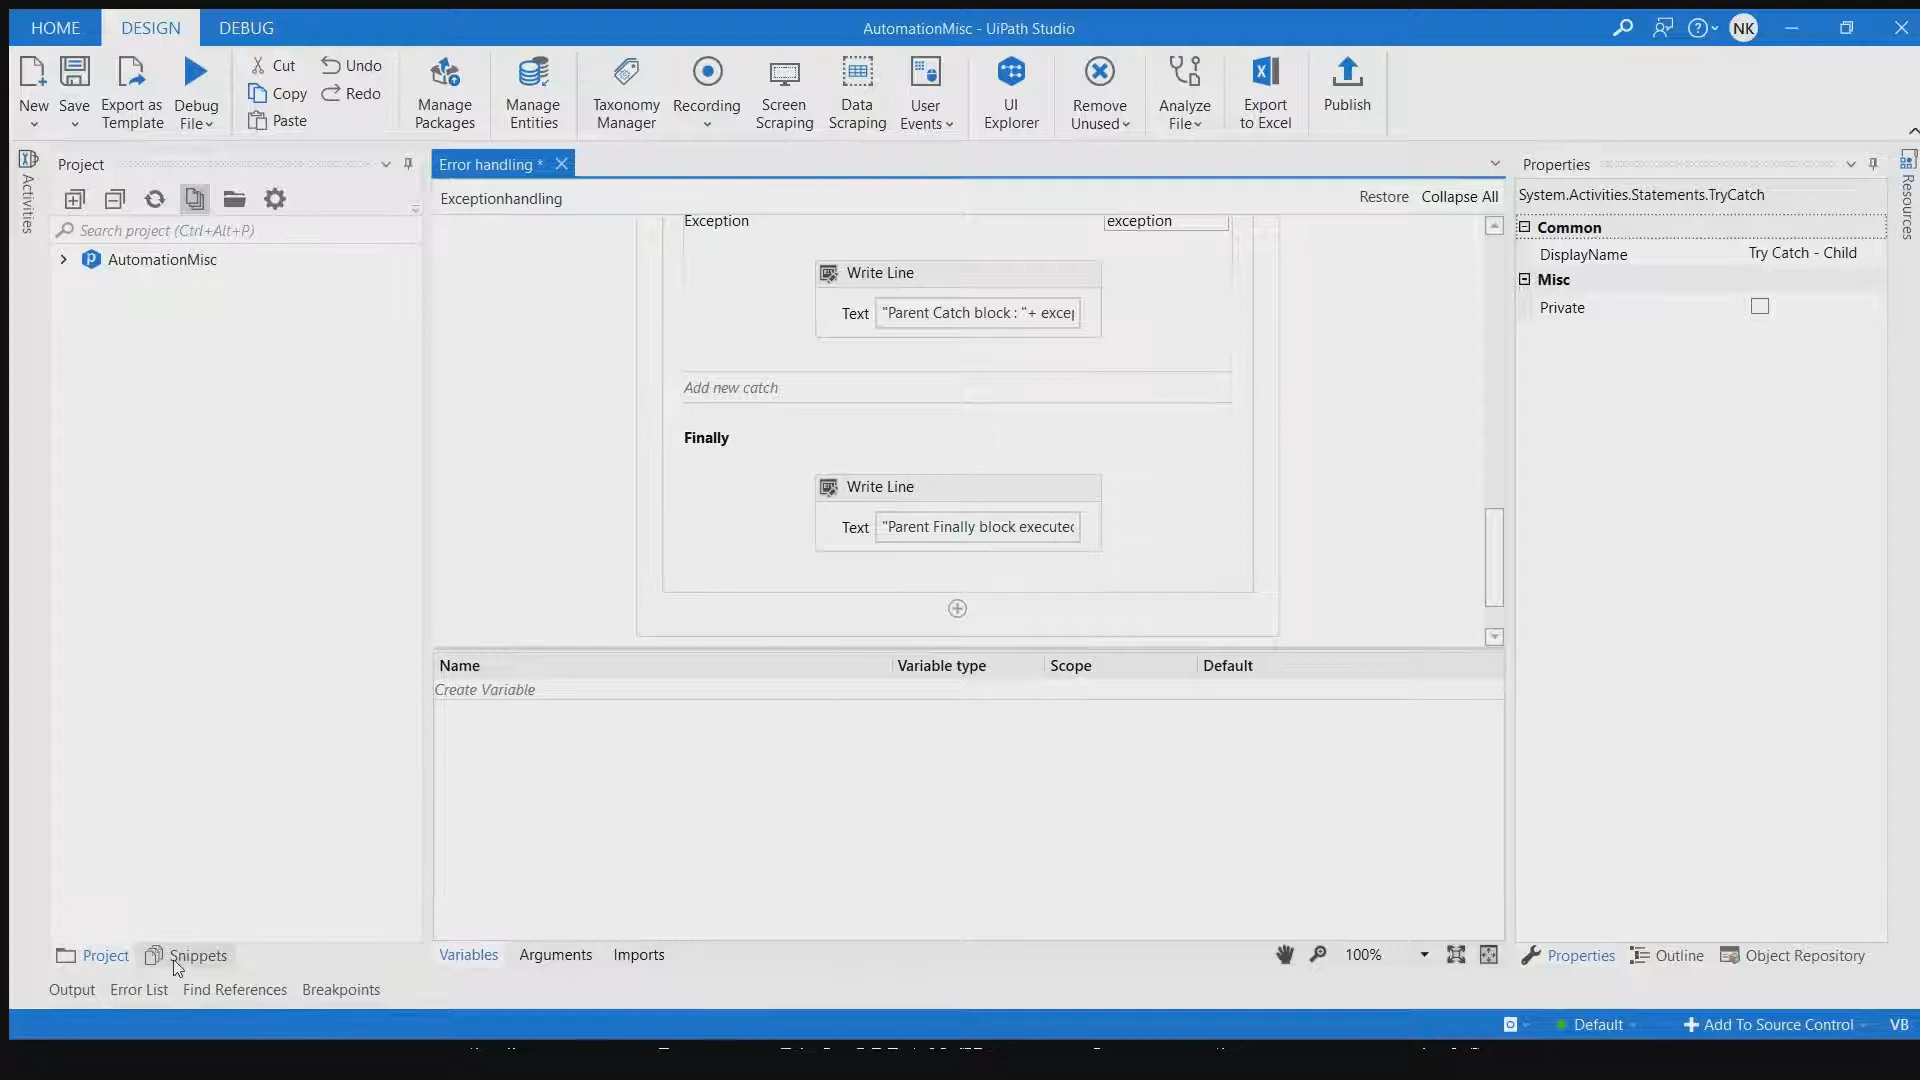 HOME DESIGN DEBUG AutomationMisc - UiPath Studio NK
New Save Export as Template Debug File Cut Copy Paste Undo Redo Manage Packages Manage Entities Taxonomy Manager Recording Screen Scraping Data Scraping User Events UI Explorer Remove Unused Analyze File Export to Excel Publish
Activities
Project
Search project (Ctrl+Alt+P)
AutomationMisc
Error handling *
Exceptionhandling Restore Collapse All
Exception exception
Write Line
Text "Parent Catch block : "+ excep
Add new catch
Finally
Write Line
Text "Parent Finally block executed
Name Variable type Scope Default
Create Variable
Variables Arguments Imports 100%
Properties
System.Activities.Statements.TryCatch
Common
DisplayName Try Catch - Child
Misc
Private
Resources
Project Snippets
Properties Outline Object Repository
Output Error List Find References Breakpoints
Default Add To Source Control VB